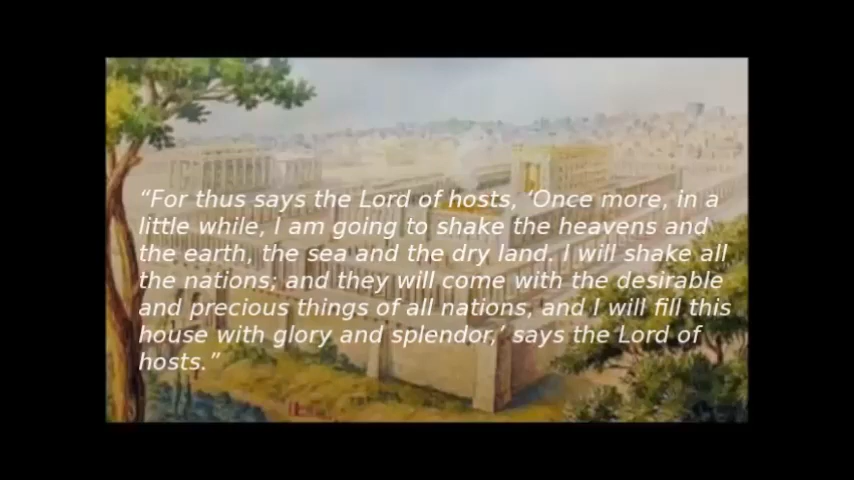 “For thus says the Lord of hosts, ‘Once more, in a
little while, I am going to shake the heavens and
the earth, the sea and the dry land. I will shake all
the nations; and they will come with the desirable
and precious things of all nations, and I will fill this
house with glory and splendor,’ says the Lord of
hosts.”